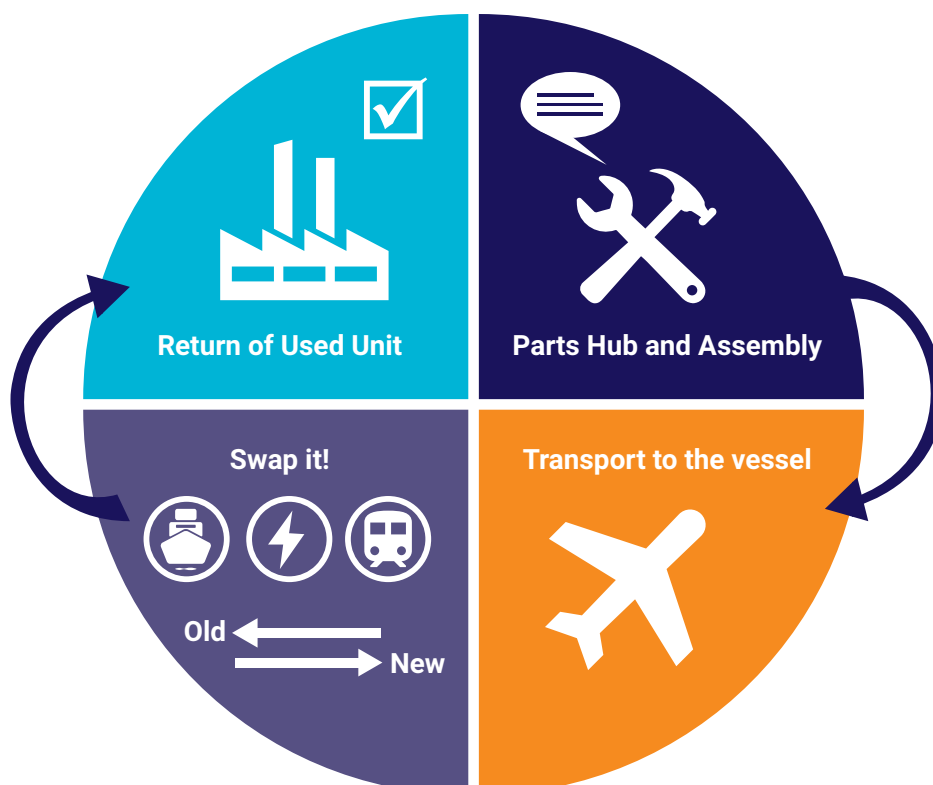 Return of Used Unit
Parts Hub and Assembly
Swap it!
Transport to the vessel
Old
New